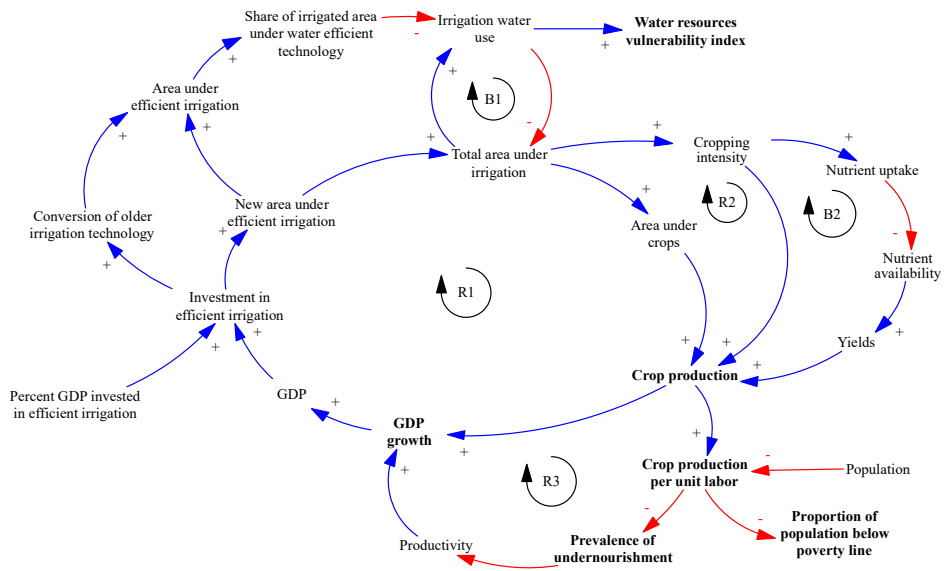 Share of irrigated area
under water efficient
technology
-
Irrigation water
use
+
Water resources
vulnerability index
+
+
Area under
efficient irrigation
+
+
B1
-
+
Total area under
irrigation
+
Cropping
intensity
+
Nutrient uptake
Conversion of older
irrigation technology
+
New area under
efficient irrigation
+
+
Area under
crops
R2
B2
-
Nutrient
availability
+
Investment in
efficient irrigation
+
+
R1
+
Yields
+
+
+
Crop production
Percent GDP invested
in efficient irrigation
GDP
+
GDP
growth
+
+
+
R3
Crop production
per unit labor
-
Population
-
-
Productivity
Prevalence of
undernourishment
Proportion of
population below
poverty line